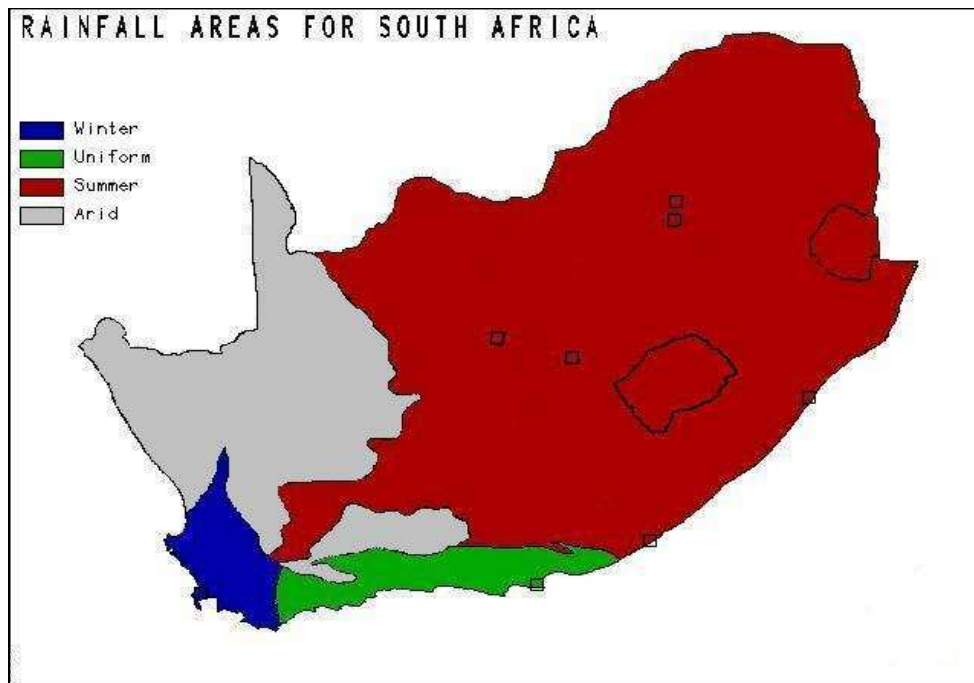 RAINFALL AREAS FOR SOUTH AFRICA
Winter
Uniform
Summer
Arid